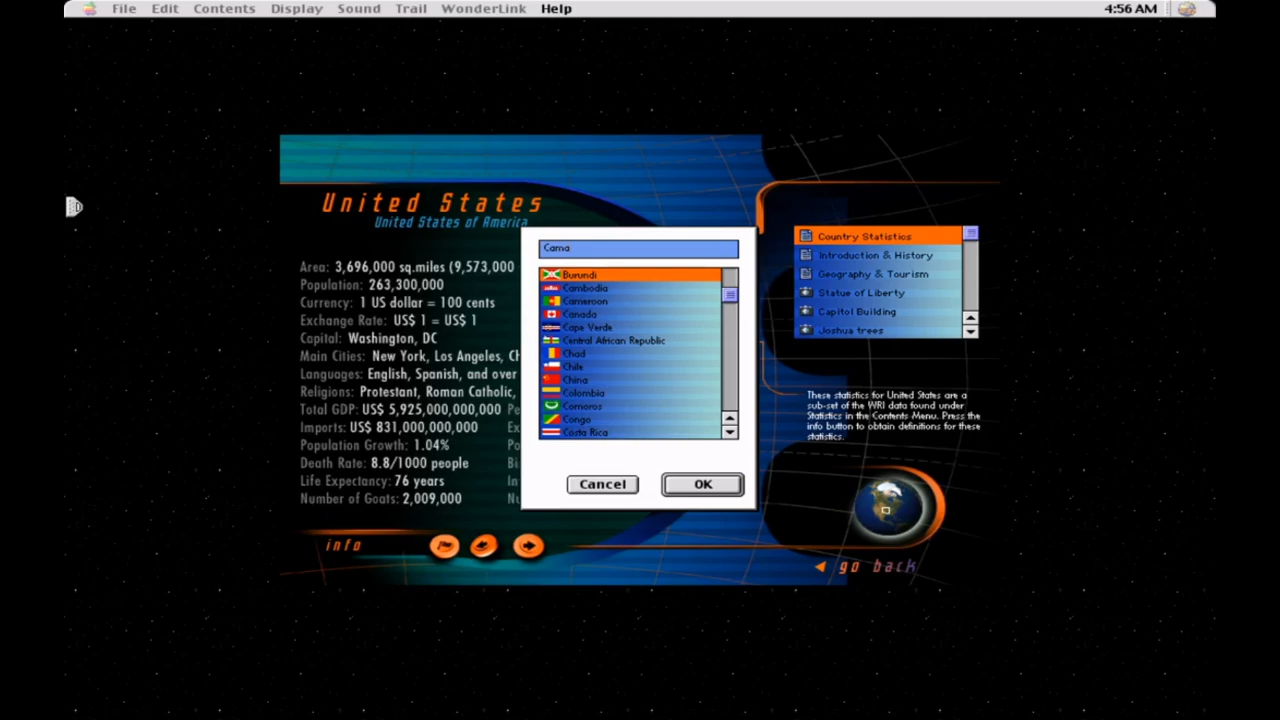 File Edit Contents Display Sound Trail WonderLink Help 4:56 AM
United States
United States of America
Area: 3,696,000 sq.miles (9,573,000
Population: 263,300,000
Currency: 1 US dollar = 100 cents
Exchange Rate: US$ 1 = US$ 1
Capital: Washington, DC
Main Cities: New York, Los Angeles, Ch
Languages: English, Spanish, and over
Religions: Protestant, Roman Catholic,
Total GDP: US$ 5,925,000,000,000 Pe
Imports: US$ 831,000,000,000 Ex
Population Growth: 1.04% Po
Death Rate: 8.8/1000 people Bi
Life Expectancy: 76 years In
Number of Goats: 2,009,000 Nu
info
Cama
Burundi
Cambodia
Cameroon
Canada
Cape Verde
Central African Republic
Chad
Chile
China
Colombia
Comoros
Congo
Costa Rica
Cancel OK
Country Statistics
Introduction & History
Geography & Tourism
Statue of Liberty
Capitol Building
Joshua trees
These statistics for United States are a
sub-set of the WRI data found under
Statistics in the Contents Menu. Press the
info button to obtain definitions for these
statistics.
go back